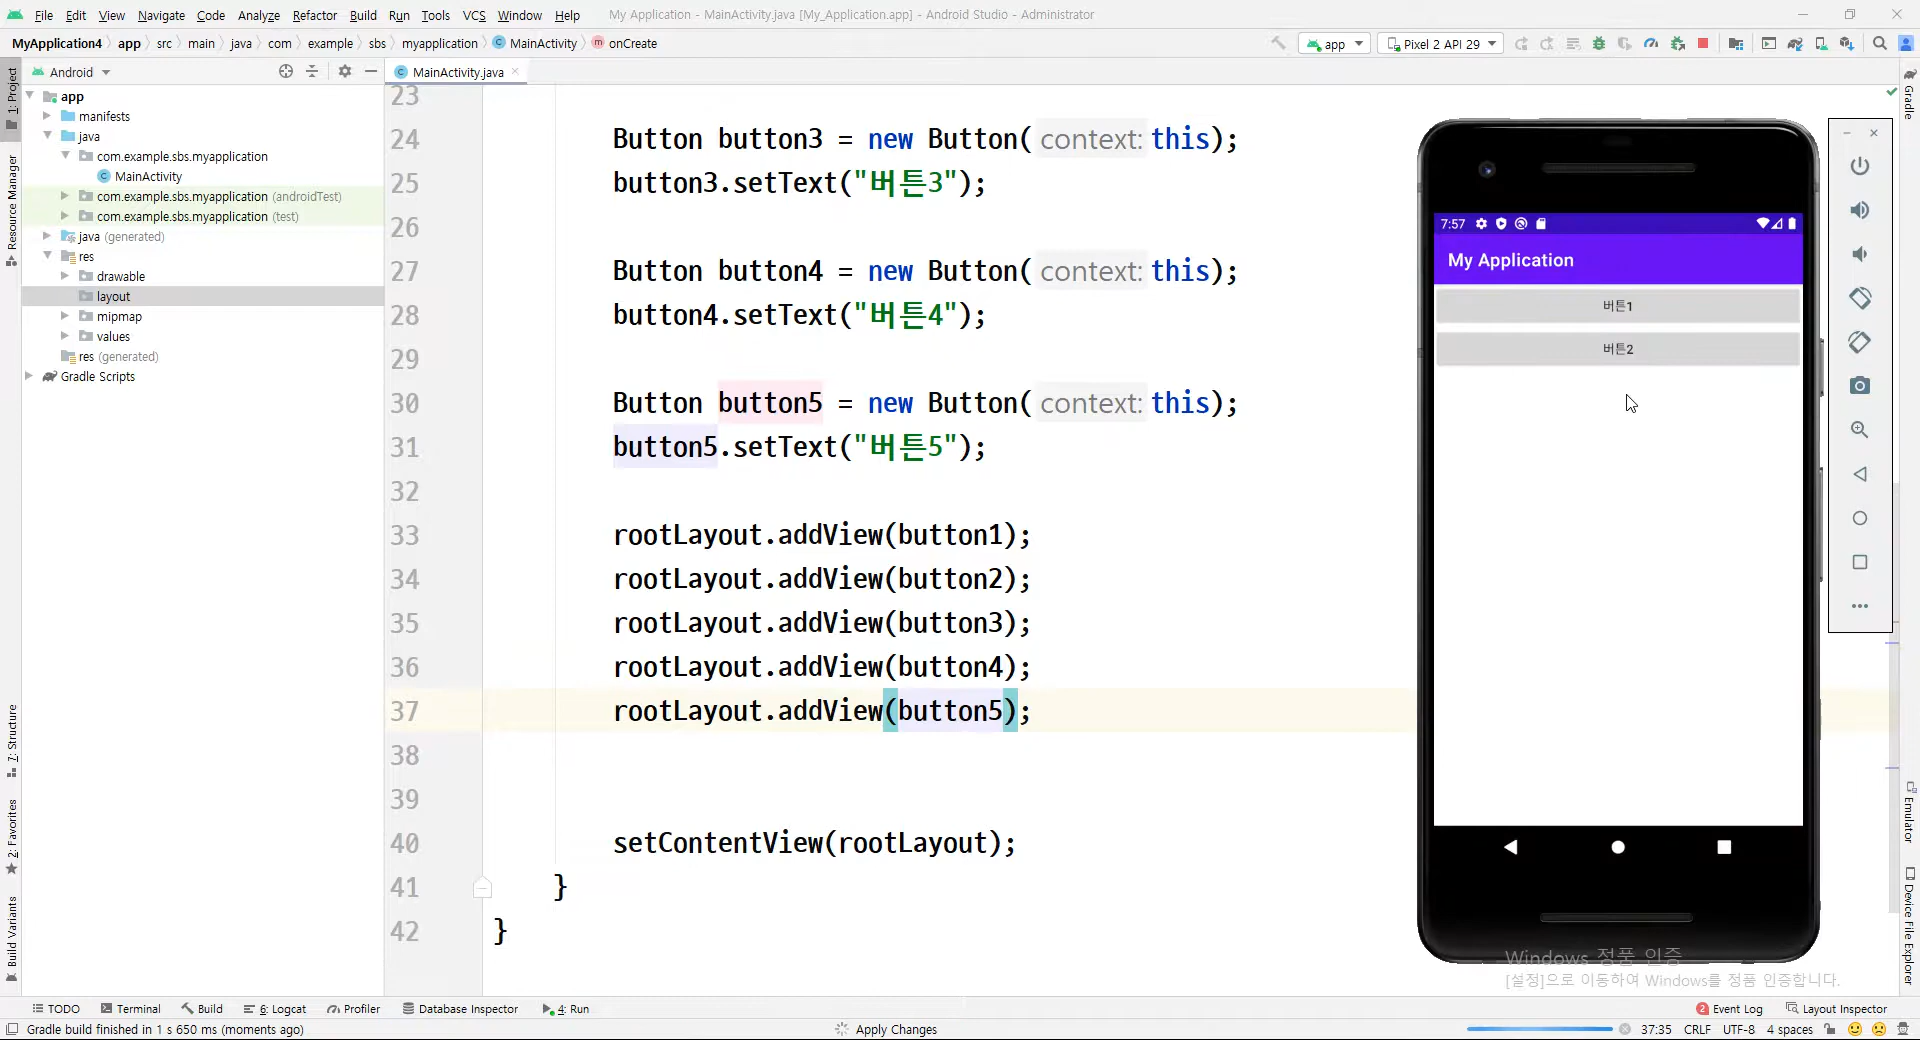 File Edit View Navigate Code Analyze Refactor Build Run Tools VCS Window Help My Application - MainActivity.java [My_Application.app] - Android Studio - Administrator
MyApplication4 app src main java com example sbs myapplication MainActivity onCreate
app Pixel 2 API 29
Android
MainActivity.java
1: Project
Resource Manager
7: Structure
2: Favorites
Build Variants
app
manifests
java
com.example.sbs.myapplication
MainActivity
com.example.sbs.myapplication (androidTest)
com.example.sbs.myapplication (test)
java (generated)
res
drawable
layout
mipmap
values
res (generated)
Gradle Scripts
23
24 Button button3 = new Button( context: this);
25 button3.setText("버튼3");
26
27 Button button4 = new Button( context: this);
28 button4.setText("버튼4");
29
30 Button button5 = new Button( context: this);
31 button5.setText("버튼5");
32
33 rootLayout.addView(button1);
34 rootLayout.addView(button2);
35 rootLayout.addView(button3);
36 rootLayout.addView(button4);
37 rootLayout.addView(button5);
38
39
40 setContentView(rootLayout);
41 }
42 }
7:57
My Application
버튼1
버튼2
Gradle
Emulator
Device File Explorer
Windows 정품 인증
[설정]으로 이동하여 Windows를 정품 인증합니다.
TODO Terminal Build 6: Logcat Profiler Database Inspector 4: Run 2 Event Log Layout Inspector
Gradle build finished in 1 s 650 ms (moments ago) Apply Changes 37:35 CRLF UTF-8 4 spaces